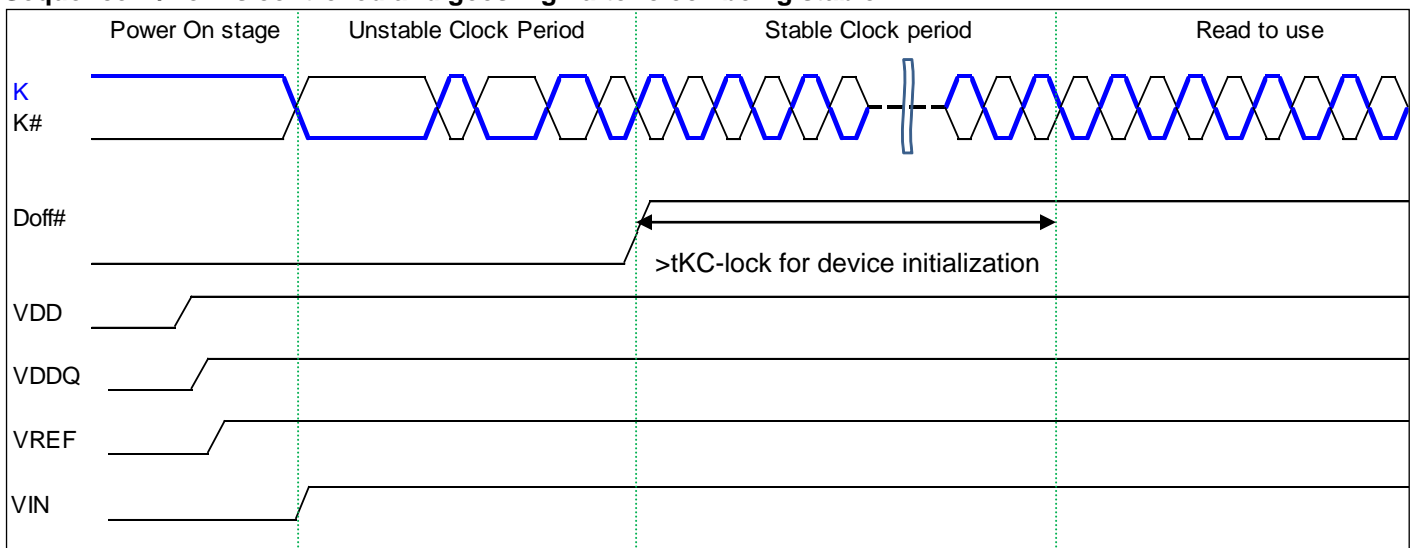 Power On stage Unstable Clock Period Stable Clock period Read to use
K
K#
Doff#
>tKC-lock for device initialization
VDD
VDDQ
VREF
VIN